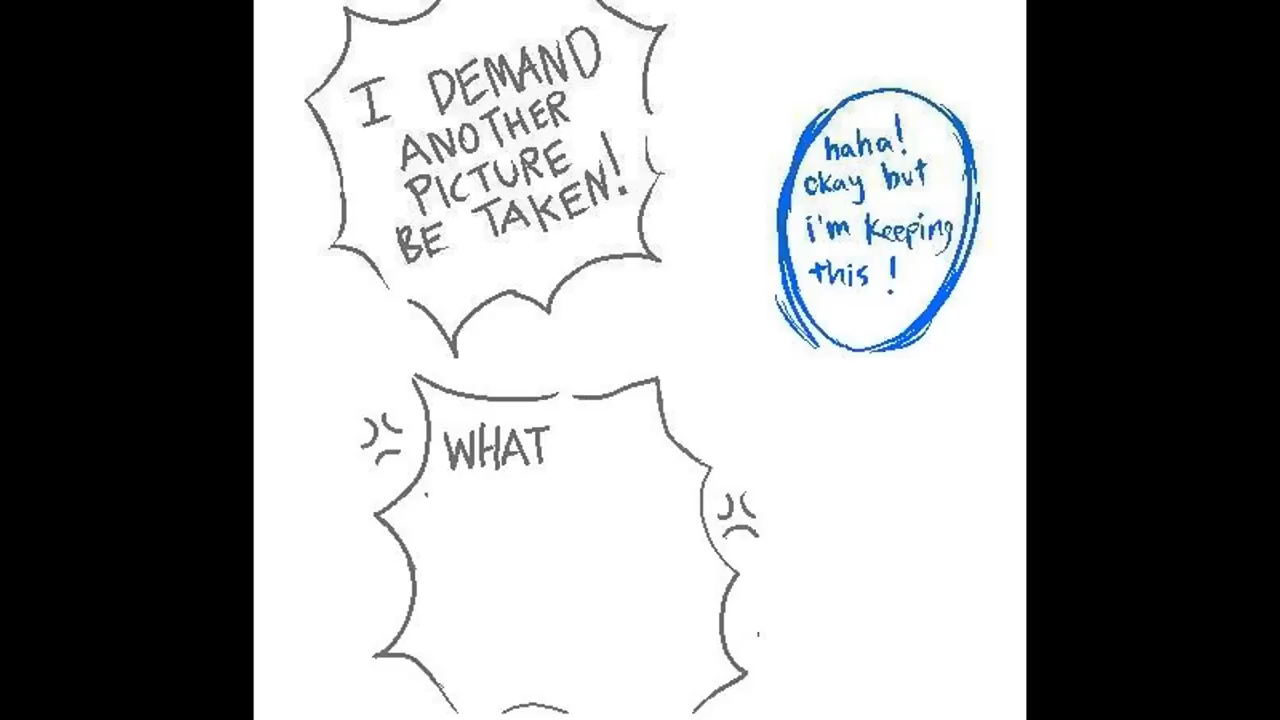 I DEMAND
ANOTHER
PICTURE
BE TAKEN!
haha!
okay but
i'm keeping
this!
WHAT